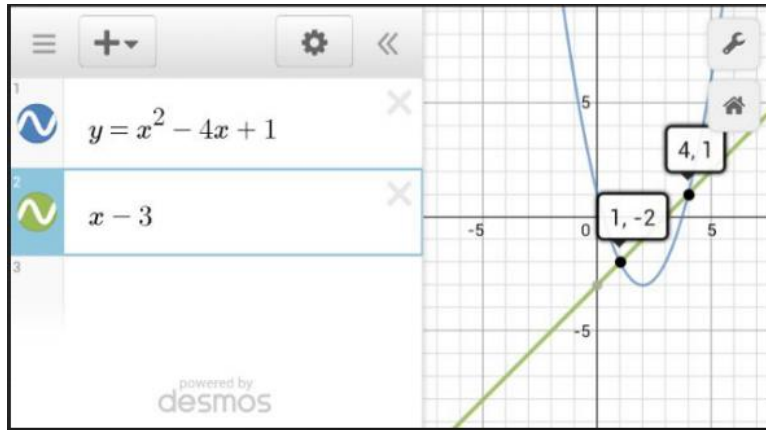 1
y = x² − 4x + 1
2
x − 3
3
powered by
desmos
5
4, 1
1, -2
-5
0
5
-5